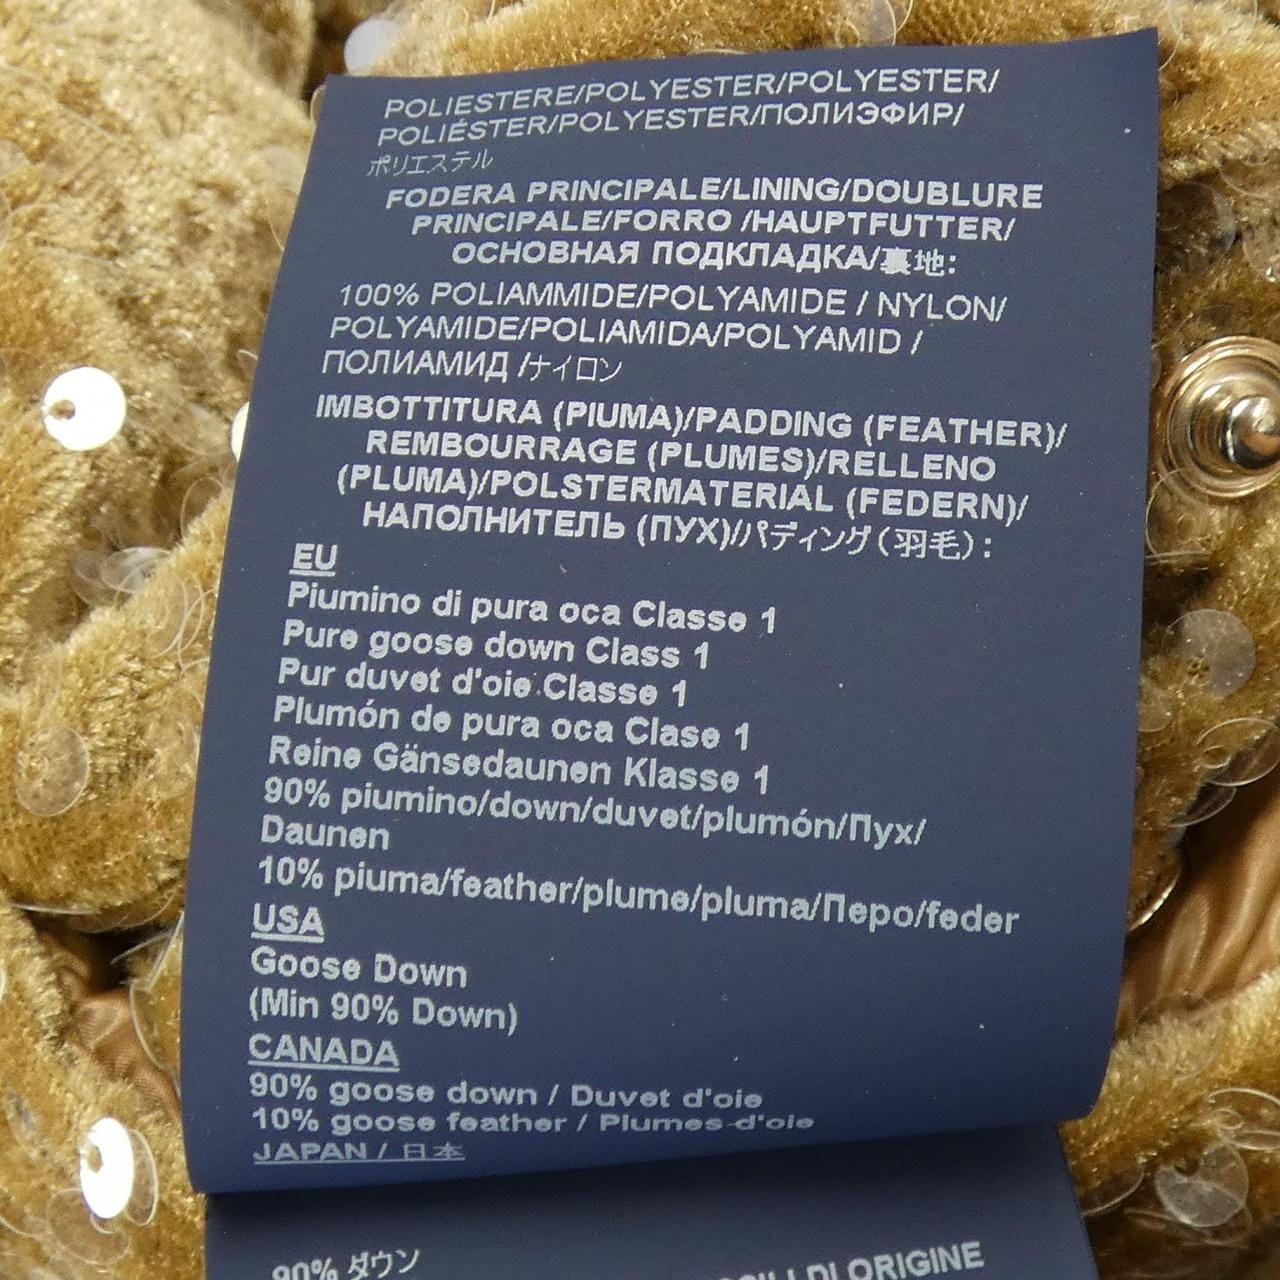 POLIESTERE/POLYESTER/POLYESTER/
POLIÉSTER/POLYESTER/ПОЛИЭФИР/
ポリエステル
FODERA PRINCIPALE/LINING/DOUBLURE
PRINCIPALE/FORRO /HAUPTFUTTER/
ОСНОВНАЯ ПОДКЛАДКА/裏地:
100% POLIAMMIDE/POLYAMIDE / NYLON/
POLYAMIDE/POLIAMIDA/POLYAMID /
ПОЛИАМИД /ナイロン
IMBOTTITURA (PIUMA)/PADDING (FEATHER)/
REMBOURRAGE (PLUMES)/RELLENO
(PLUMA)/POLSTERMATERIAL (FEDERN)/
НАПОЛНИТЕЛЬ (ПУХ)//パディング(羽毛):
EU
Piumino di pura oca Classe 1
Pure goose down Class 1
Pur duvet d'oie Classe 1
Plumón de pura oca Clase 1
Reine Gänsedaunen Klasse 1
90% piumino/down/duvet/plumón/Пух/
Daunen
10% piuma/feather/plume/pluma/Перо/feder
USA
Goose Down
(Min 90% Down)
CANADA
90% goose down / Duvet d'oie
10% goose feather / Plumes d'oie
JAPAN / 日本
90% ダウン
DI ORIGINE